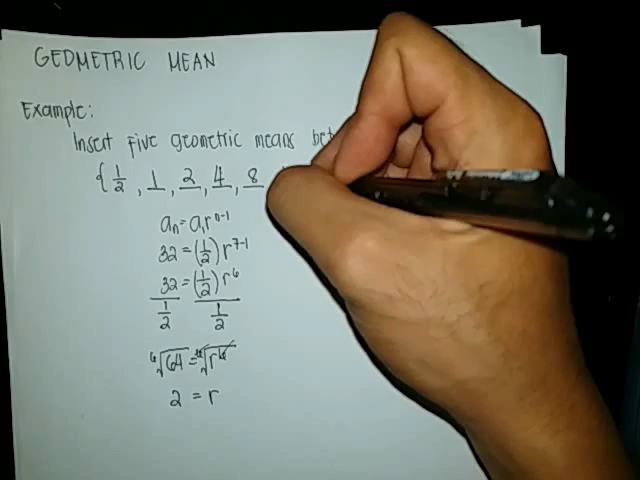 GEOMETRIC MEAN
Example:
Insert five geometric means
{ 1/2 , 1 , 2 , 4 , 8
aₙ = a₁rⁿ⁻¹
32 = (1/2) r⁷⁻¹
32 = (1/2) r⁶
1/2 1/2
⁶√64 = ⁶√r⁶
2 = r